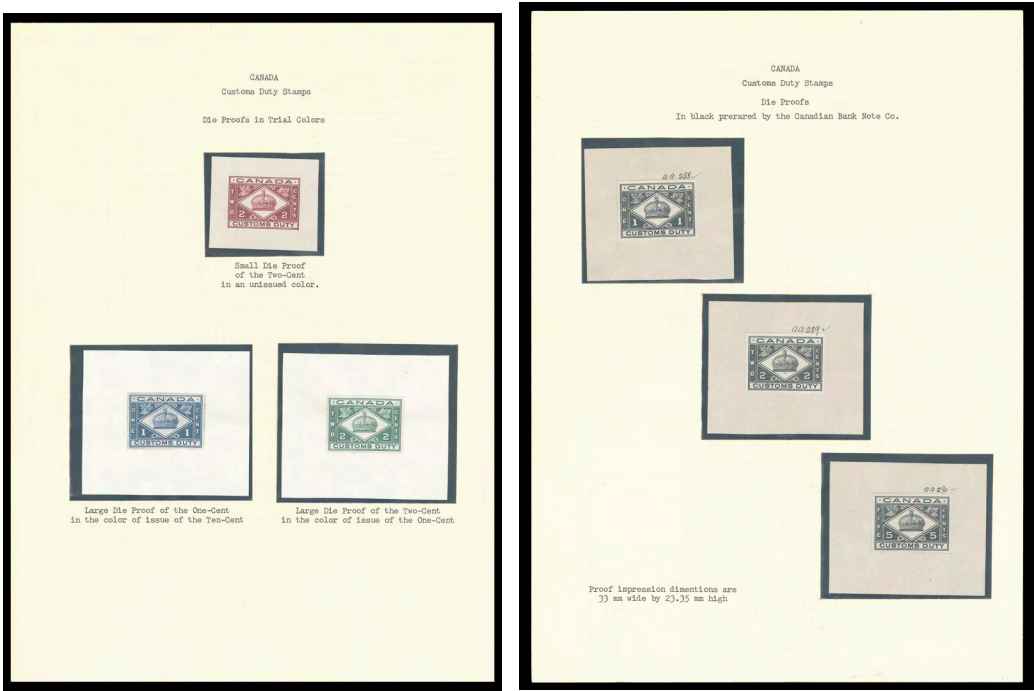 CANADA
Customs Duty Stamps
Die Proofs in Trial Colors
·CANADA·
TWO
CENTS
2 2
CUSTOMS DUTY
Small Die Proof
of the Two-Cent
in an unissued color.
·CANADA·
ONE
CENT
1 1
CUSTOMS DUTY
Large Die Proof of the One-Cent
in the color of issue of the Ten-Cent
·CANADA·
TWO
CENTS
2 2
CUSTOMS DUTY
Large Die Proof of the Two-Cent
in the color of issue of the One-Cent
CANADA
Customs Duty Stamps
Die Proofs
In black prerared by the Canadian Bank Note Co.
a.a.088
·CANADA·
ONE
CENT
1 1
CUSTOMS DUTY
a.a.089
·CANADA·
TWO
CENTS
2 2
CUSTOMS DUTY
·CANADA·
FIVE
CENTS
5 5
CUSTOMS DUTY
Proof impression dimentions are
33 mm wide by 23.35 mm high